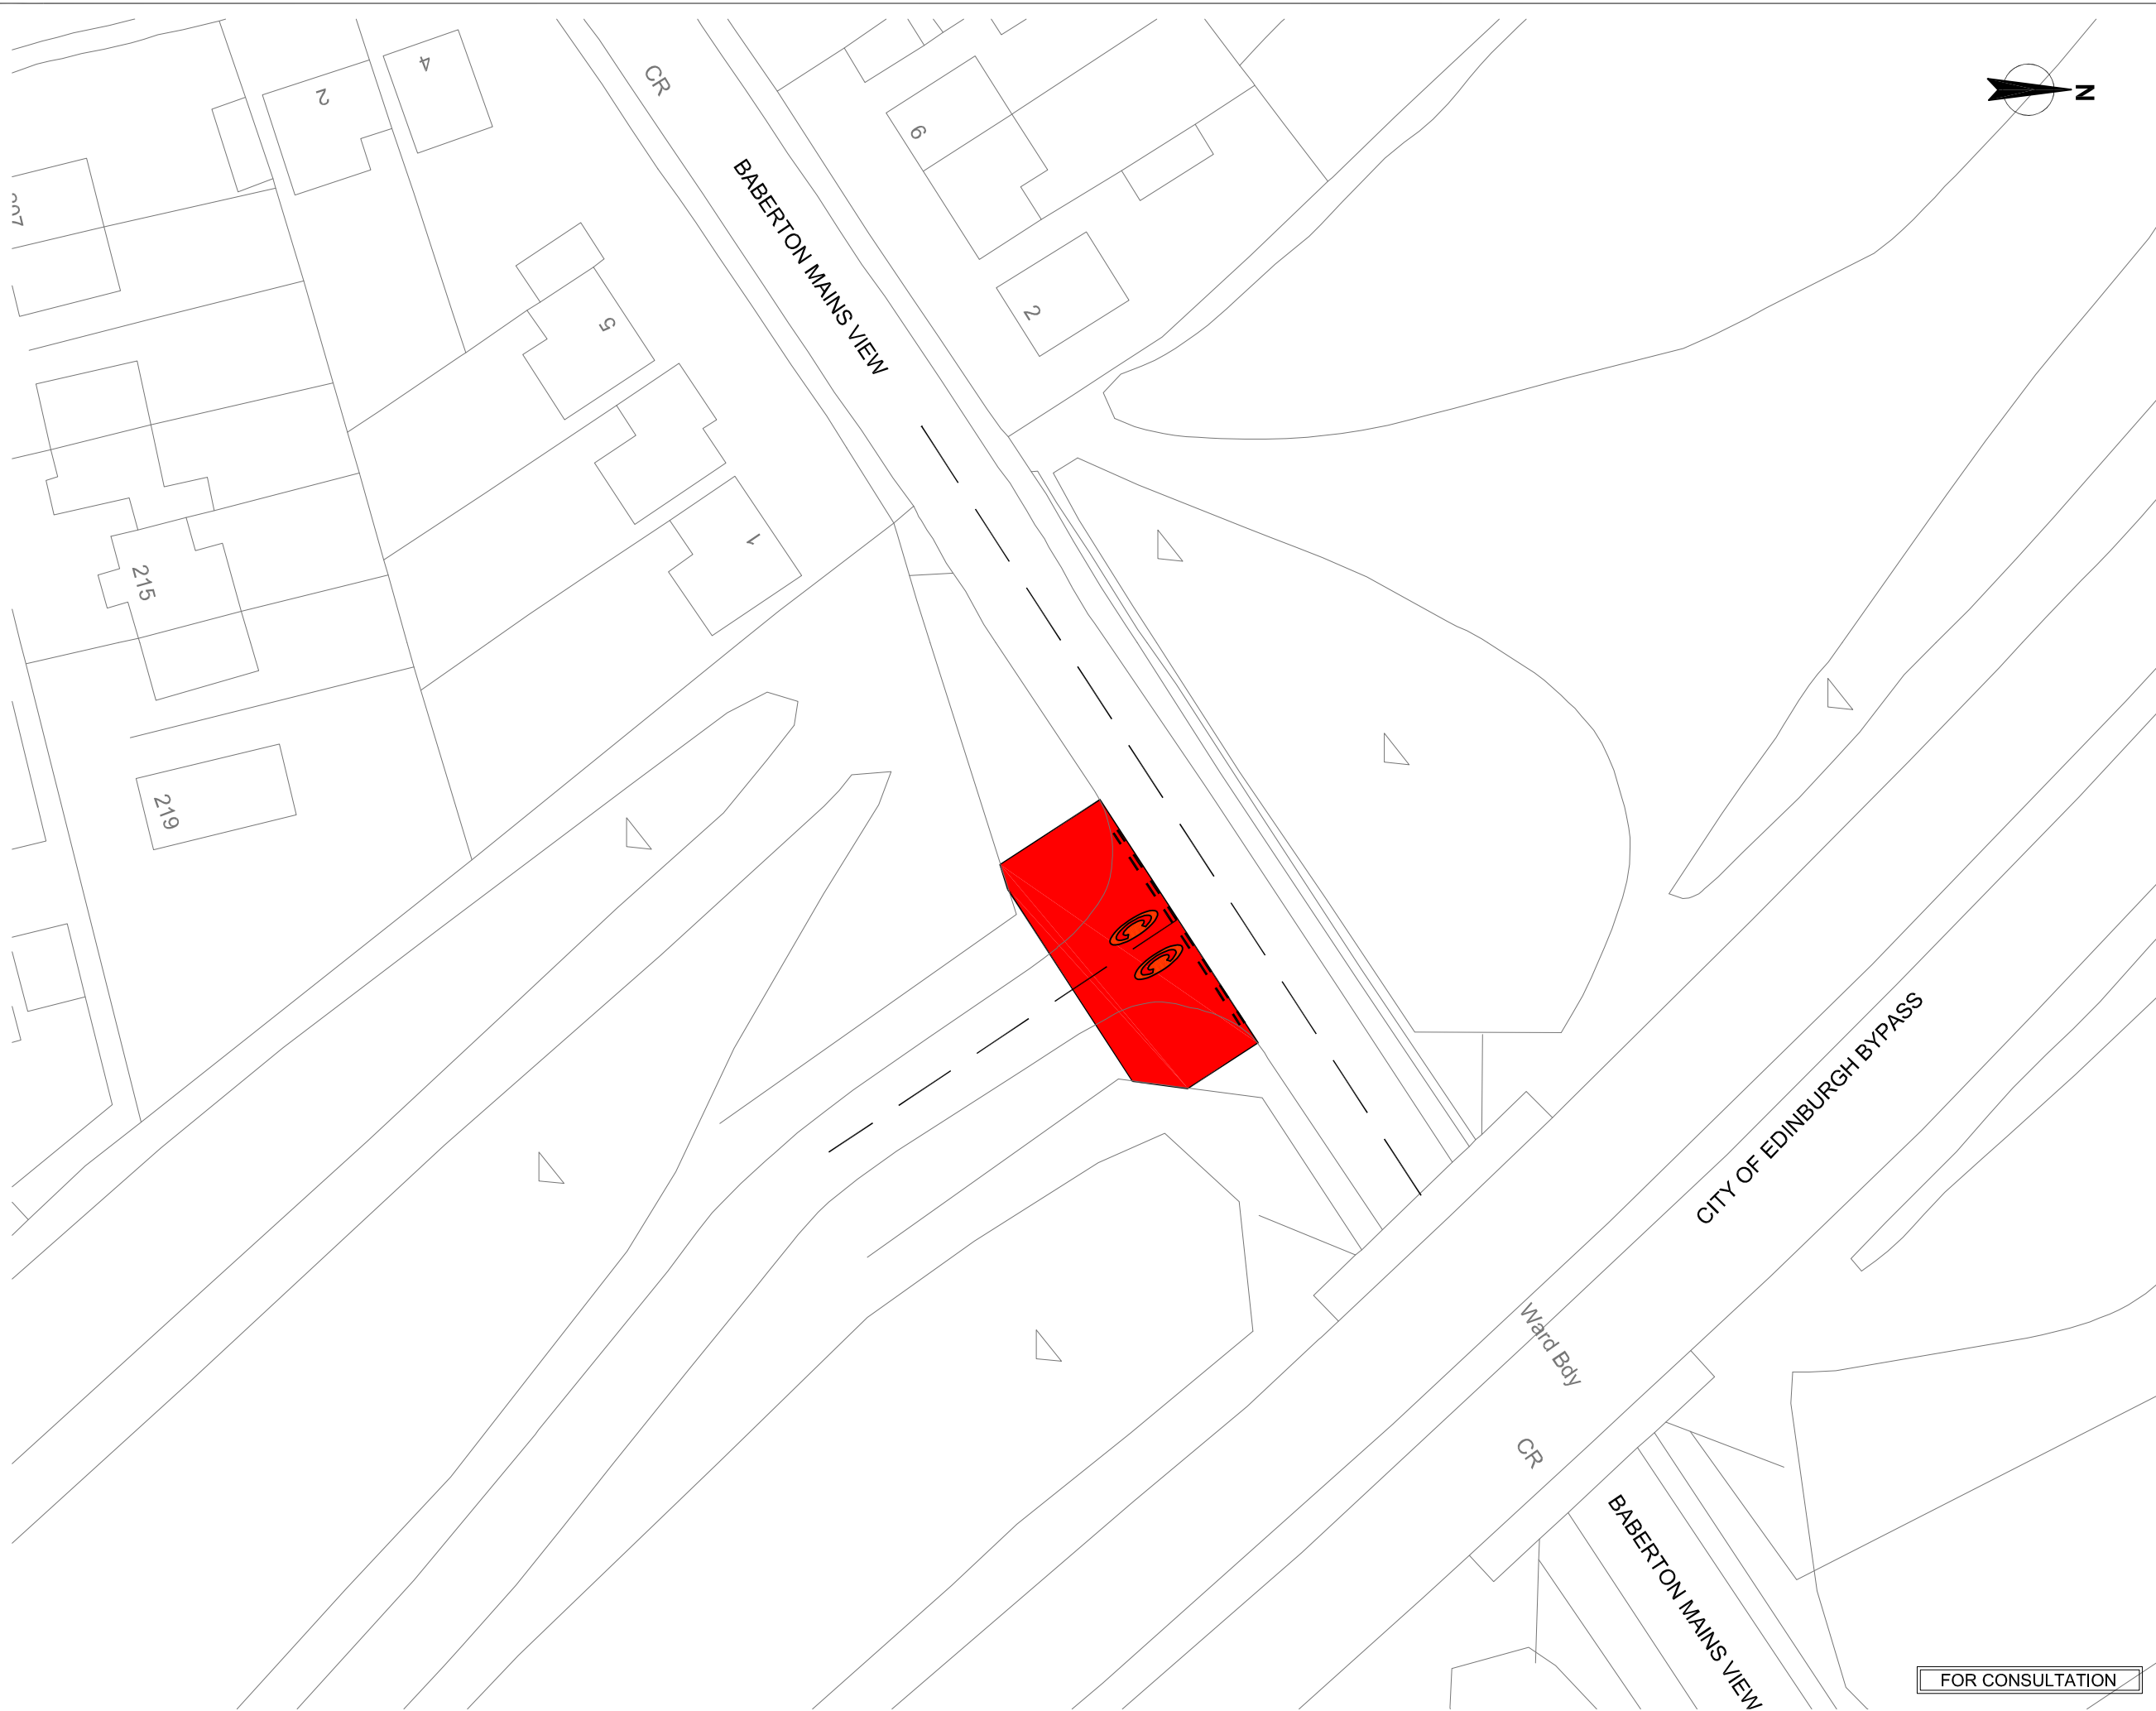 4
2
CR
N
6
BABERTON MAINS VIEW
2
5
1
215
219
CITY OF EDINBURGH BYPASS
Ward Bdy
CR
BABERTON MAINS VIEW
FOR CONSULTATION